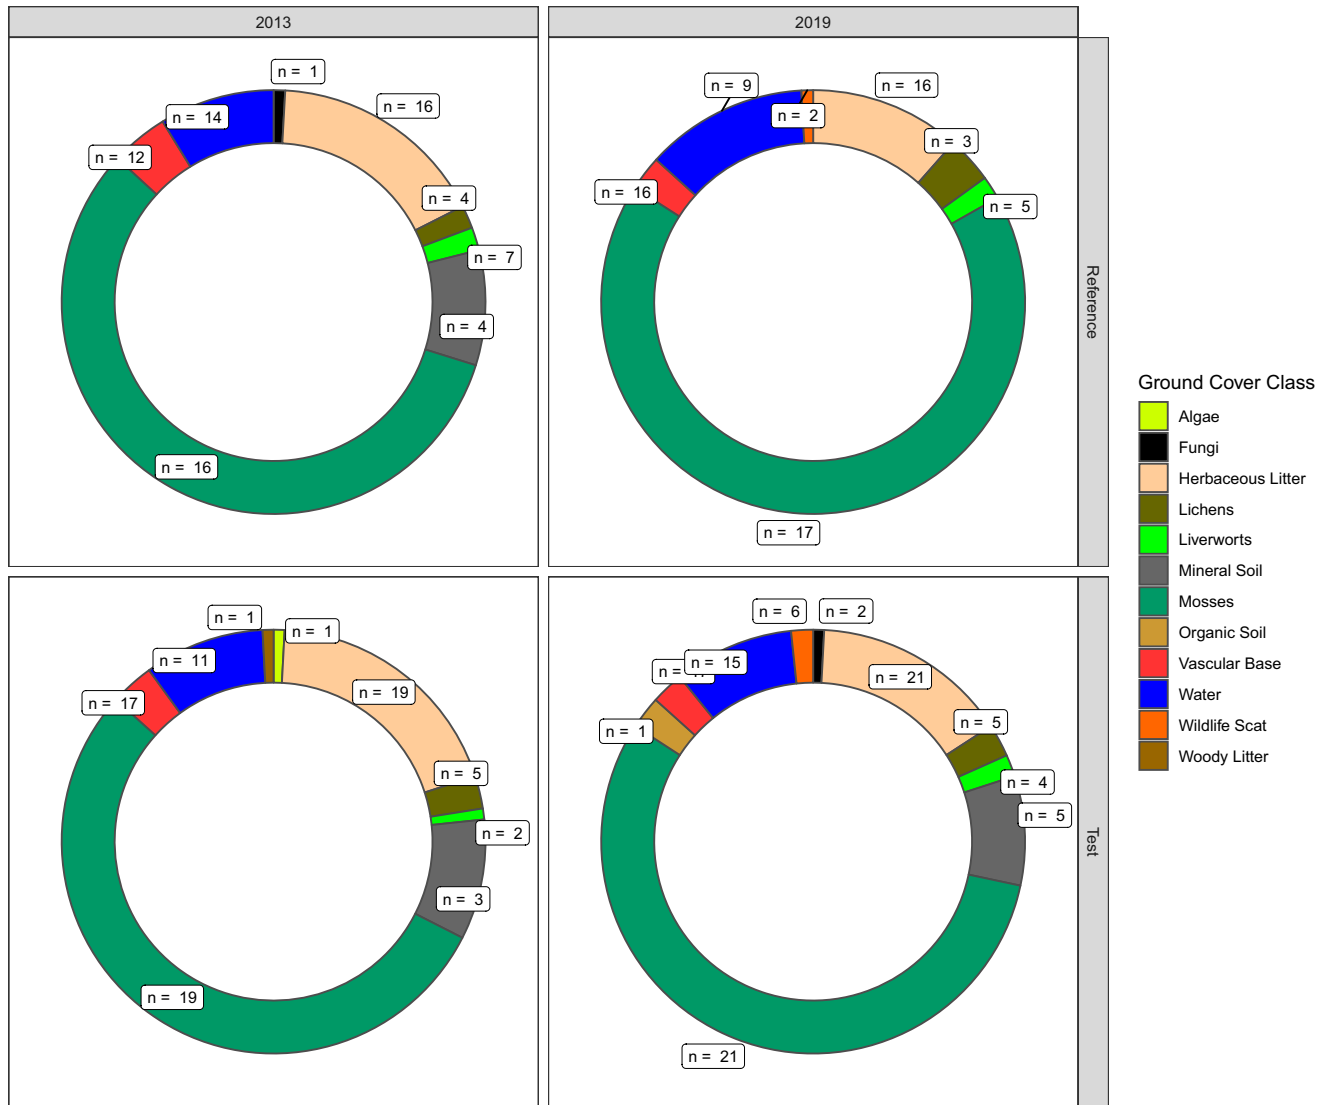 2013
2019
n = 1
n = 16
n = 14
n = 12
n = 4
n = 7
n = 4
n = 16
n = 9
n = 2
n = 16
n = 3
n = 16
n = 5
n = 17
Reference
n = 1
n = 1
n = 11
n = 19
n = 17
n = 5
n = 2
n = 3
n = 19
n = 6
n = 2
n =
n = 15
n = 21
n = 1
n = 5
n = 4
n = 5
n = 21
Test
Ground Cover Class
Algae
Fungi
Herbaceous Litter
Lichens
Liverworts
Mineral Soil
Mosses
Organic Soil
Vascular Base
Water
Wildlife Scat
Woody Litter